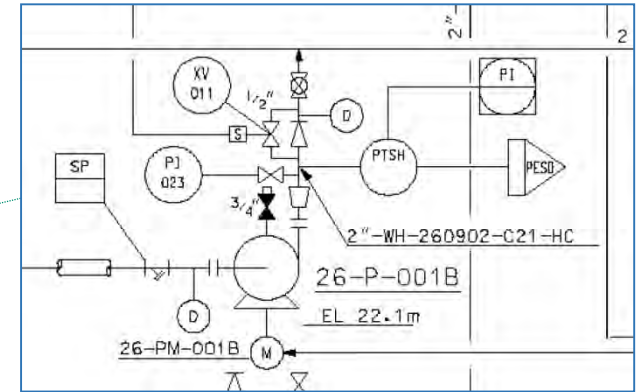 2"
2
XV
011
1/2"
D
PI
S
PTSH
PESD
SP
PI
023
3/4"
2"-WH-260902-C21-HC
26-P-001B
D
EL 22.1m
26-PM-001B
M